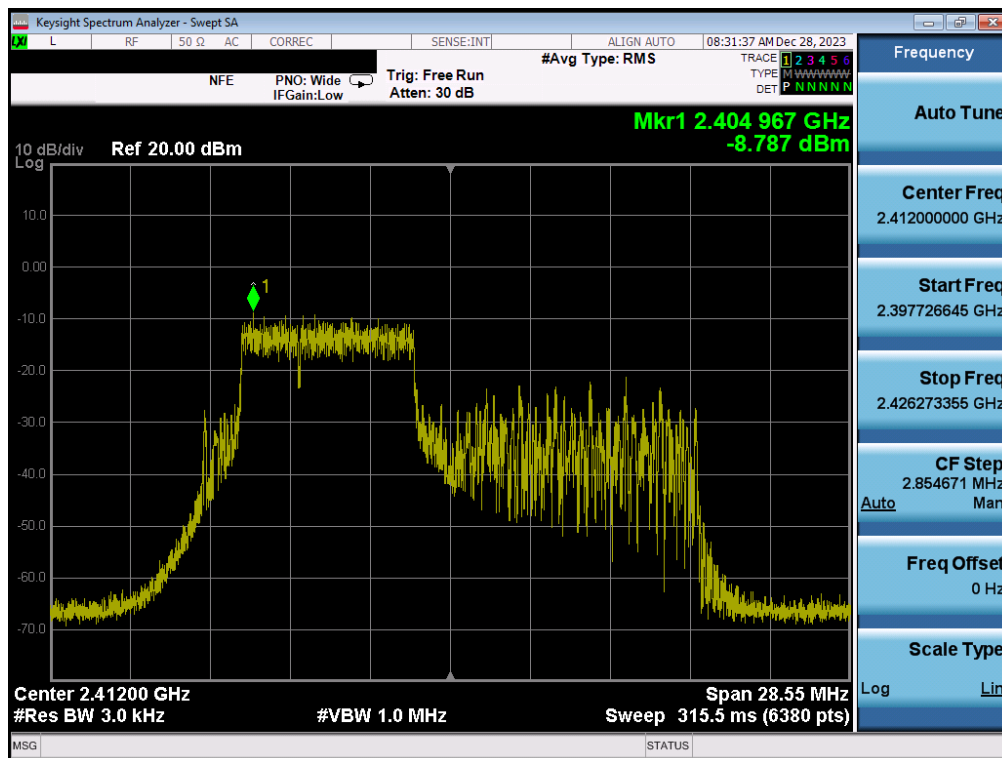 Keysight Spectrum Analyzer - Swept SA
LXI L RF 50 Ω AC CORREC SENSE:INT ALIGN AUTO 08:31:37 AM Dec 28, 2023
NFE PNO: Wide Trig: Free Run #Avg Type: RMS TRACE 1 2 3 4 5 6
IFGain:Low Atten: 30 dB TYPE M WWWWW
DET P N N N N N
Mkr1 2.404 967 GHz
-8.787 dBm
10 dB/div Ref 20.00 dBm
Log
10.0
0.00
-10.0
-20.0
-30.0
-40.0
-50.0
-60.0
-70.0
1
Center 2.41200 GHz Span 28.55 MHz
#Res BW 3.0 kHz #VBW 1.0 MHz Sweep 315.5 ms (6380 pts)
MSG STATUS
Frequency
Auto Tune
Center Freq
2.412000000 GHz
Start Freq
2.397726645 GHz
Stop Freq
2.426273355 GHz
CF Step
2.854671 MHz
Auto Man
Freq Offset
0 Hz
Scale Type
Log Lin